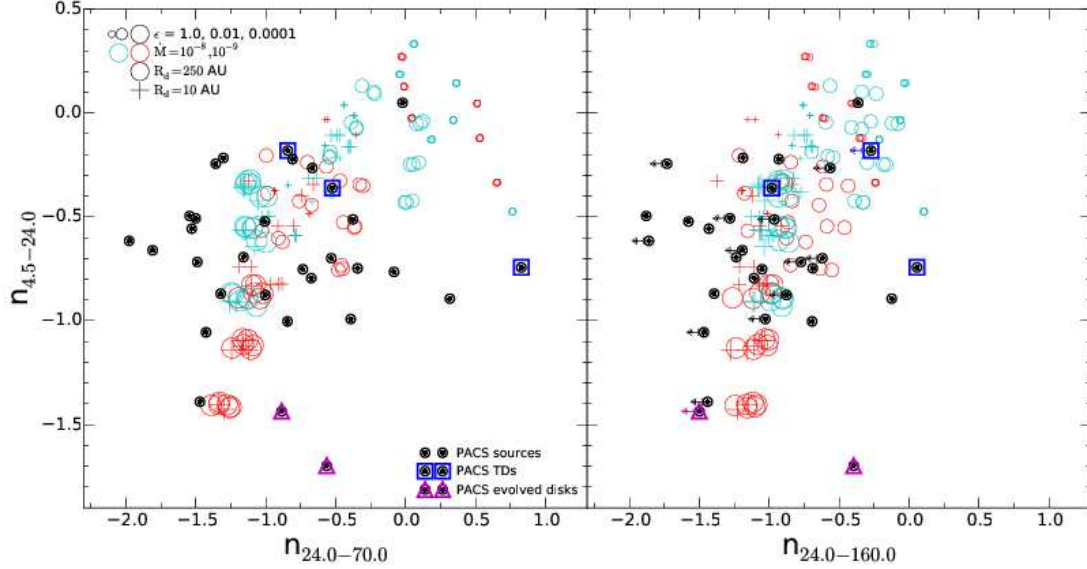 ϵ = 1.0, 0.01, 0.0001
Ṁ=10⁻⁸,10⁻⁹
R_d=250 AU
R_d=10 AU
n_4.5−24.0
0.5
0.0
−0.5
−1.0
−1.5
PACS sources
PACS TDs
PACS evolved disks
−2.0 −1.5 −1.0 −0.5 0.0 0.5 1.0
−2.0 −1.5 −1.0 −0.5 0.0 0.5 1.0
n_24.0−70.0
n_24.0−160.0